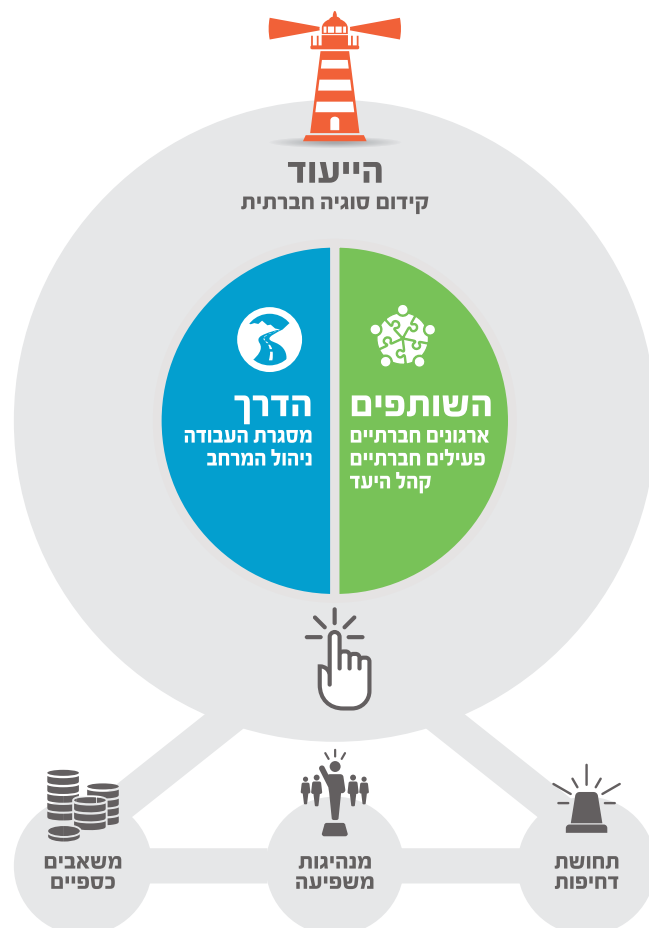 הייעוד
קידום סוגיה חברתית
השותפים
ארגונים חברתיים
פעילים חברתיים
קהל היעד
הדרך
מסגרת העבודה
ניהול המרחב
תחושת
דחיפות
מנהיגות
משפיעה
משאבים
כספיים